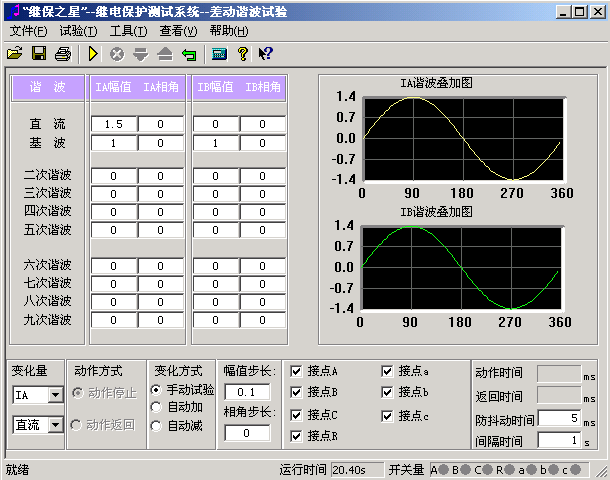 “继保之星”--继电保护测试系统--差动谐波试验
文件(F) 试验(T) 工具(T) 查看(V) 帮助(H)
谐 波 IA幅值 IA相角 IB幅值 IB相角
直 流 1.5 0 0 0
基 波 1 0 1 0
二次谐波 0 0 0 0
三次谐波 0 0 0 0
四次谐波 0 0 0 0
五次谐波 0 0 0 0
六次谐波 0 0 0 0
七次谐波 0 0 0 0
八次谐波 0 0 0 0
九次谐波 0 0 0 0
IA谐波叠加图
1.4
0.7
0.0
-0.7
-1.4
0 90 180 270 360
IB谐波叠加图
1.4
0.7
0.0
-0.7
-1.4
0 90 180 270 360
变化量
IA
直流
动作方式
动作停止
动作返回
变化方式
手动试验
自动加
自动减
幅值步长:
0.1
相角步长:
0
接点A 接点a
接点B 接点b
接点C 接点c
接点R
动作时间 ms
返回时间 ms
防抖动时间 5 ms
间隔时间 1 s
就绪 运行时间 20.40s 开关量 A B C R a b c